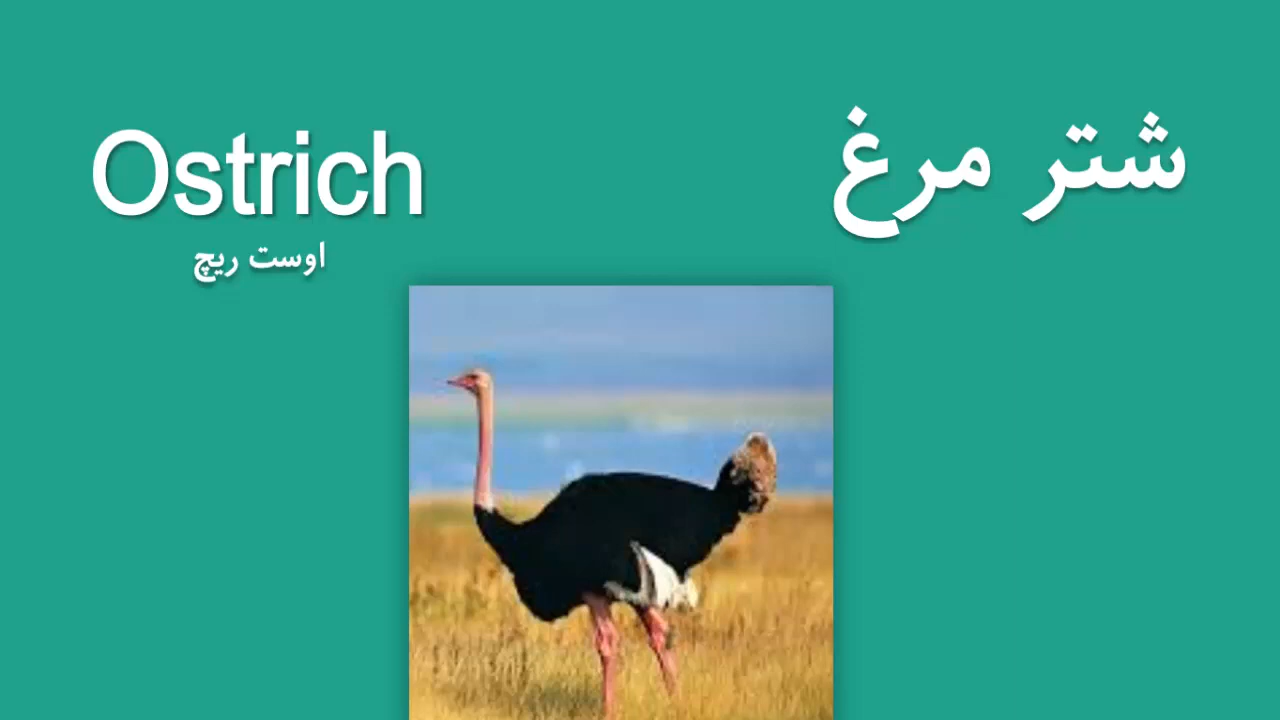 Ostrich
شتر مرغ
اوست ریچ